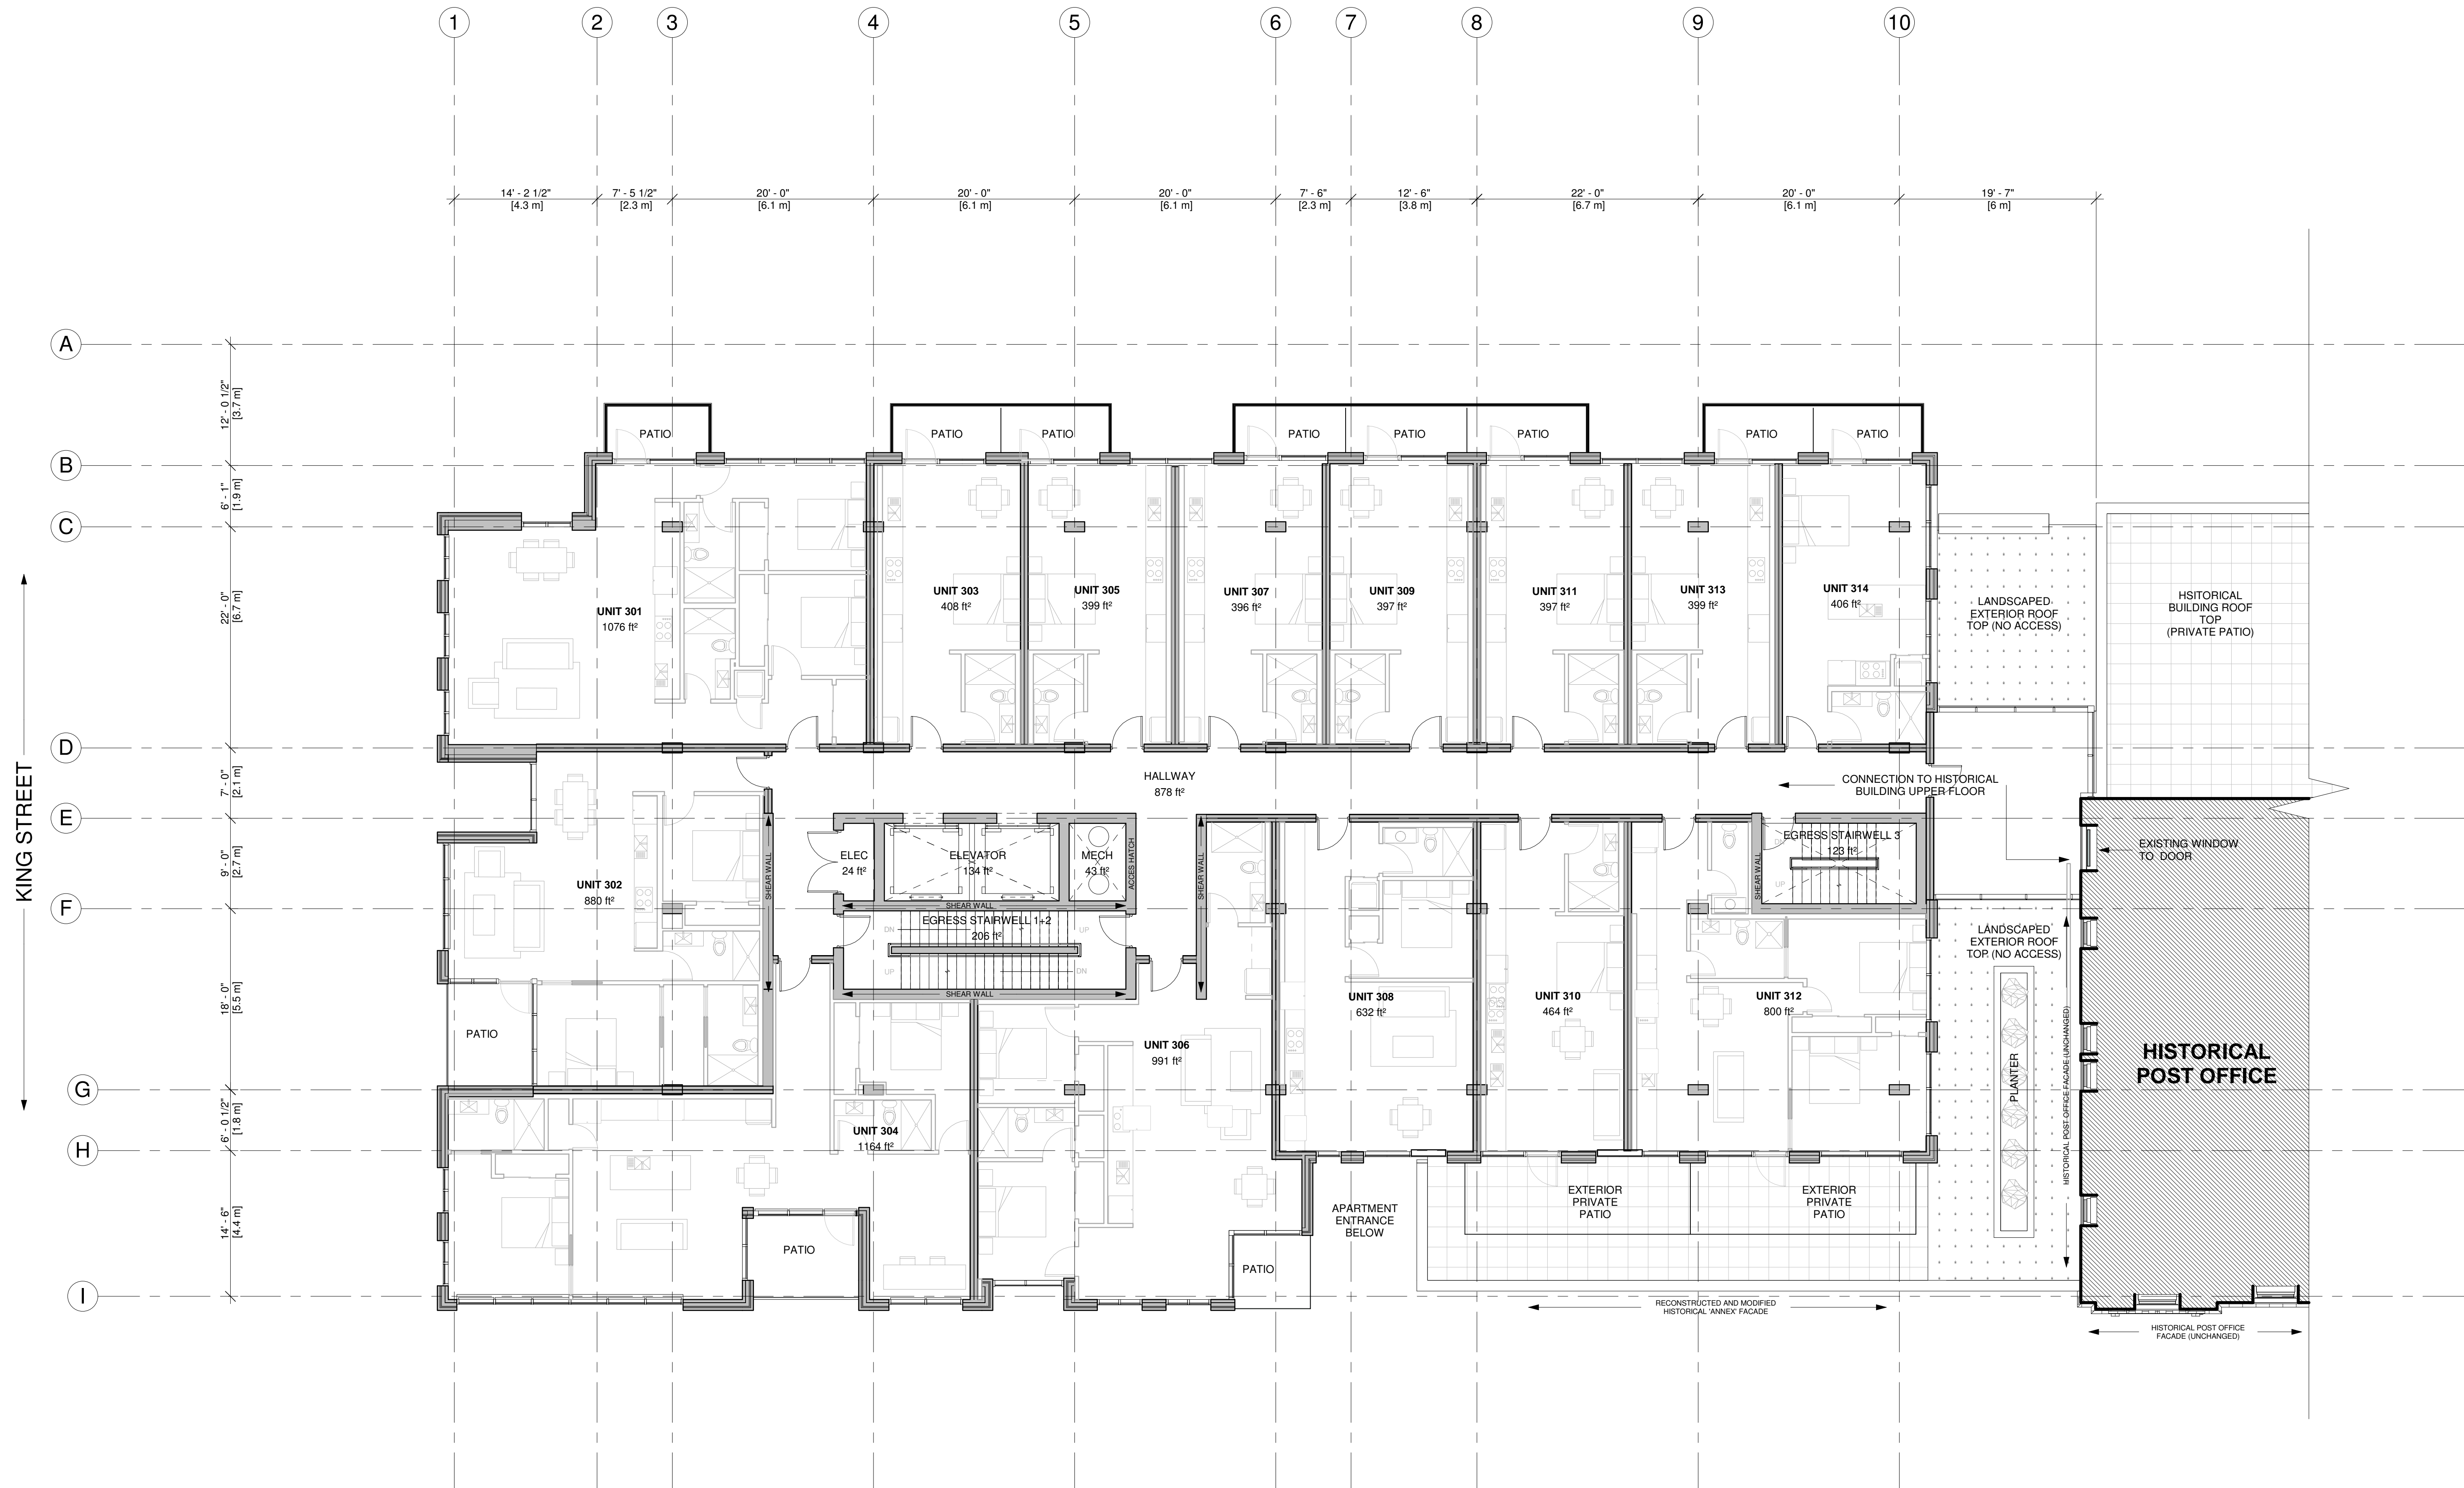 1
2
3
4
5
6
7
8
9
10
14' - 2 1/2"
[4.3 m]
7' - 5 1/2"
[2.3 m]
20' - 0"
[6.1 m]
20' - 0"
[6.1 m]
20' - 0"
[6.1 m]
7' - 6"
[2.3 m]
12' - 6"
[3.8 m]
22' - 0"
[6.7 m]
20' - 0"
[6.1 m]
19' - 7"
[6 m]
A
B
C
D
E
F
G
H
I
12' - 0 1/2"
[3.7 m]
6' - 1"
[1.9 m]
22' - 0"
[6.7 m]
7' - 0"
[2.1 m]
9' - 0"
[2.7 m]
18' - 0"
[5.5 m]
6' - 0 1/2"
[1.8 m]
14' - 6"
[4.4 m]
KING STREET
PATIO
PATIO
PATIO
PATIO
PATIO
PATIO
PATIO
PATIO
UNIT 301
1076 ft²
UNIT 303
408 ft²
UNIT 305
399 ft²
UNIT 307
396 ft²
UNIT 309
397 ft²
UNIT 311
397 ft²
UNIT 313
399 ft²
UNIT 314
406 ft²
LANDSCAPED
EXTERIOR ROOF
TOP (NO ACCESS)
HSITORICAL
BUILDING ROOF
TOP
(PRIVATE PATIO)
HALLWAY
878 ft²
CONNECTION TO HISTORICAL
BUILDING UPPER FLOOR
EXISTING WINDOW
TO DOOR
UNIT 302
880 ft²
SHEAR WALL
ELEC
24 ft²
ELEVATOR
134 ft²
MECH
43 ft²
ACCES HATCH
SHEAR WALL
SHEAR WALL
EGRESS STAIRWELL 1+2
206 ft²
DN
UP
UP
DN
SHEAR WALL
EGRESS STAIRWELL 3
123 ft²
DN
UP
SHEAR WALL
LANDSCAPED
EXTERIOR ROOF
TOP (NO ACCESS)
PATIO
UNIT 304
1164 ft²
UNIT 306
991 ft²
UNIT 308
632 ft²
UNIT 310
464 ft²
UNIT 312
800 ft²
PLANTER
HISTORICAL POST OFFICE FACADE (UNCHANGED)
HISTORICAL
POST OFFICE
PATIO
PATIO
APARTMENT
ENTRANCE
BELOW
EXTERIOR
PRIVATE
PATIO
EXTERIOR
PRIVATE
PATIO
RECONSTRUCTED AND MODIFIED
HISTORICAL 'ANNEX' FACADE
HISTORICAL POST OFFICE
FACADE (UNCHANGED)